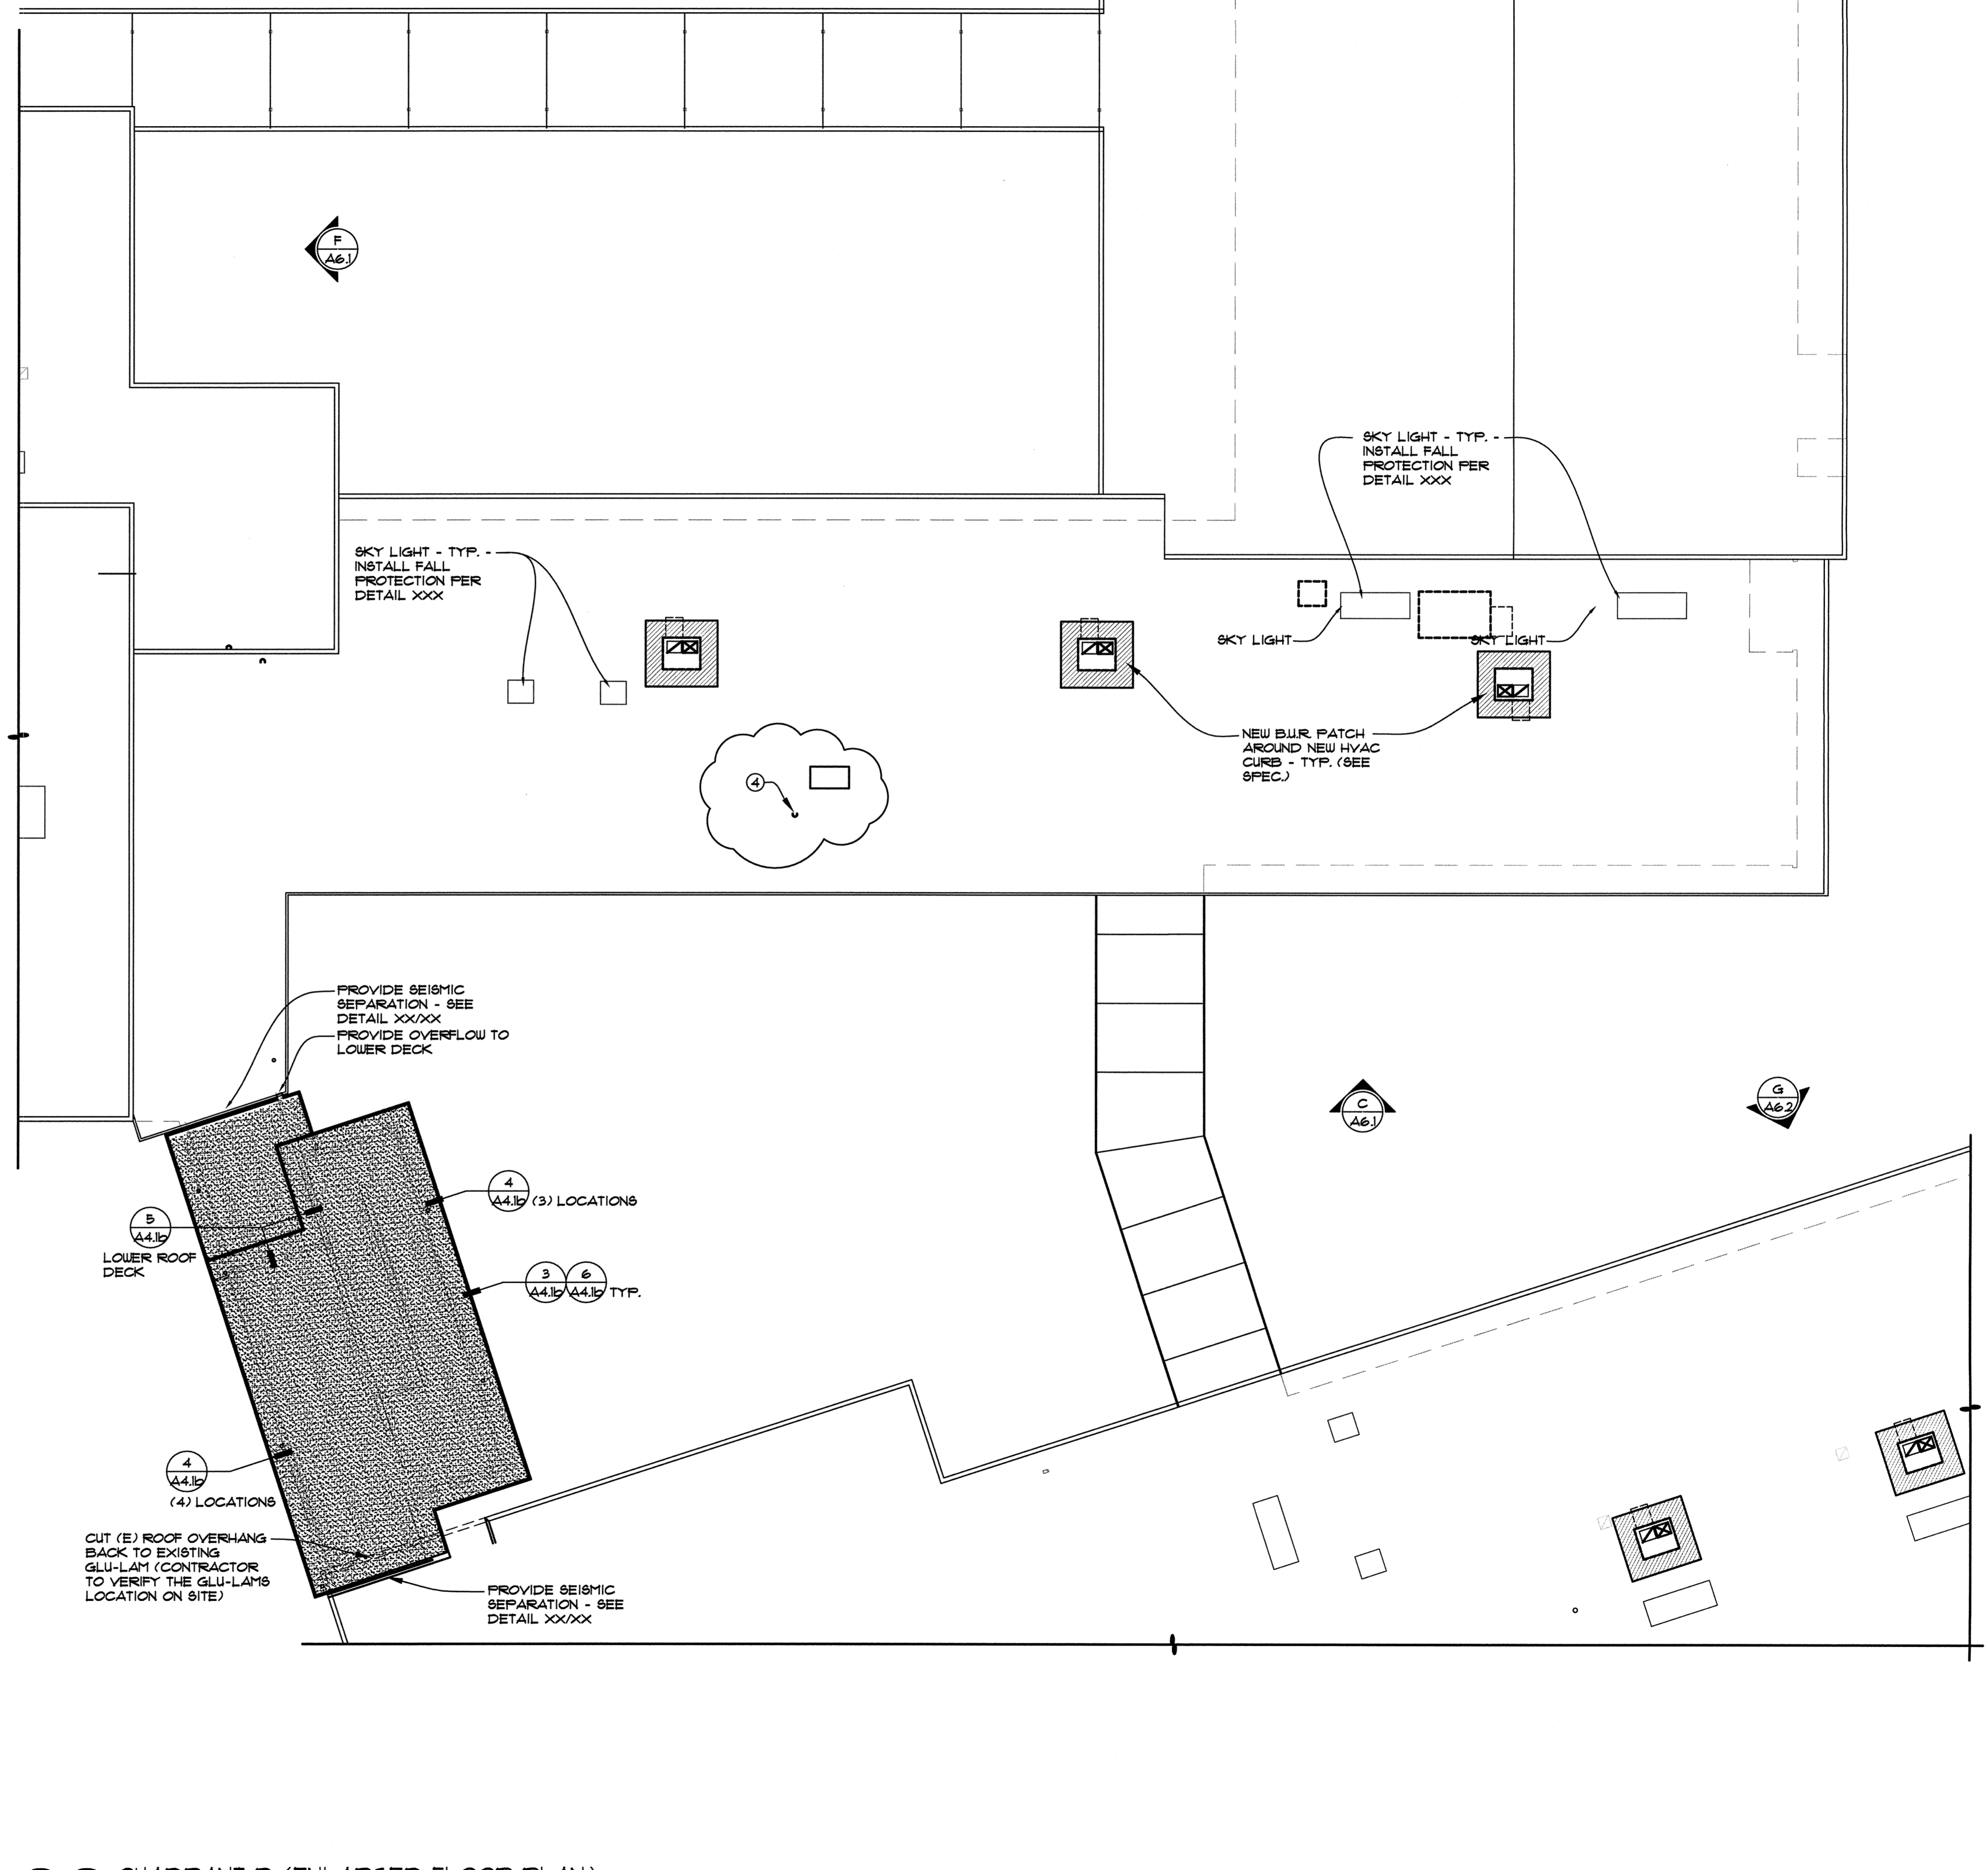 F
A6.1
SKY LIGHT - TYP. -
INSTALL FALL
PROTECTION PER
DETAIL XXX
SKY LIGHT - TYP. -
INSTALL FALL
PROTECTION PER
DETAIL XXX
SKY LIGHT
SKY LIGHT
NEW B.U.R. PATCH
AROUND NEW HVAC
CURB - TYP. (SEE
SPEC.)
4
PROVIDE SEISMIC
SEPARATION - SEE
DETAIL XX/XX
PROVIDE OVERFLOW TO
LOWER DECK
C
A6.1
G
A6.2
4
A4.1b (3) LOCATIONS
5
A4.1b
LOWER ROOF
DECK
3 6
A4.1b A4.1b TYP.
4
A4.1b
(4) LOCATIONS
CUT (E) ROOF OVERHANG
BACK TO EXISTING
GLU-LAM (CONTRACTOR
TO VERIFY THE GLU-LAMS
LOCATION ON SITE)
PROVIDE SEISMIC
SEPARATION - SEE
DETAIL XX/XX
(ENLARGED FLOOR PLAN)